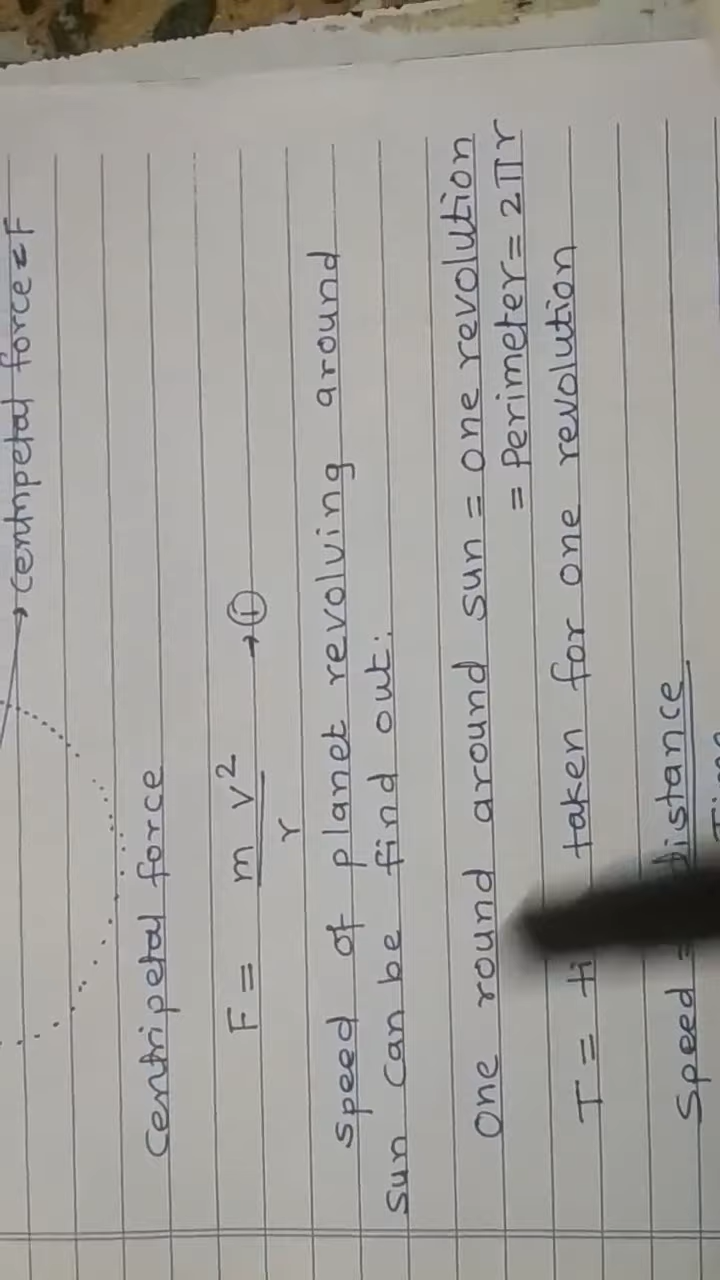 → centripetal force = F
Centripetal force
F = m v² / r → ①
speed of planet revolving around
sun can be find out.
One round around sun = one revolution
= Perimeter = 2πr
T = taken for one revolution
Speed = Distance